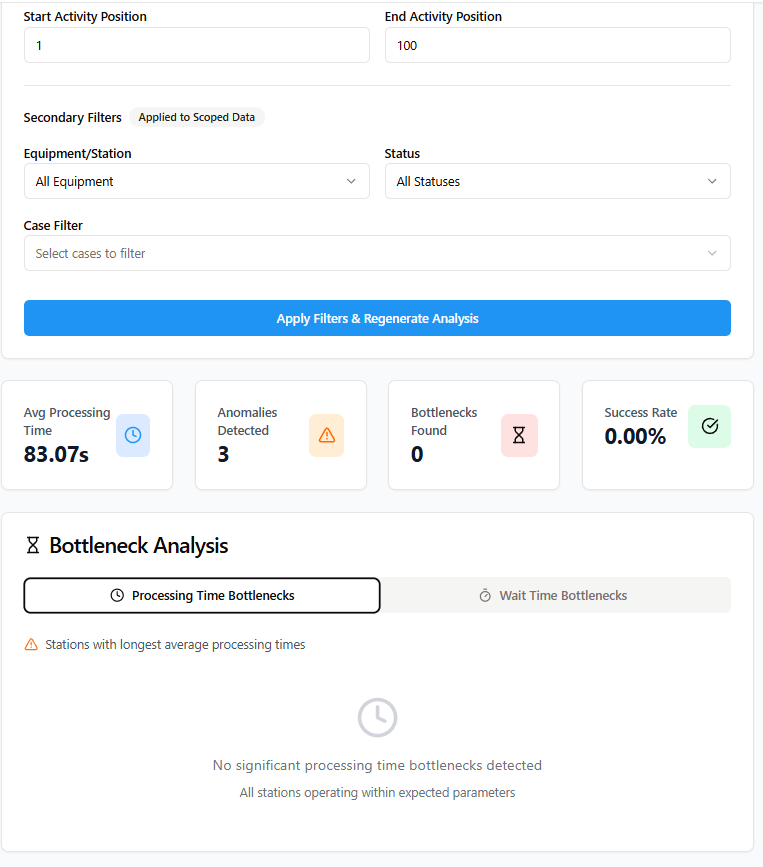 Start Activity Position
End Activity Position
1
100
Secondary Filters
Applied to Scoped Data
Equipment/Station
Status
All Equipment
All Statuses
Case Filter
Select cases to filter
Apply Filters & Regenerate Analysis
Avg Processing
Time
83.07s
Anomalies
Detected
3
Bottlenecks
Found
0
Success Rate
0.00%
Bottleneck Analysis
Processing Time Bottlenecks
Wait Time Bottlenecks
Stations with longest average processing times
No significant processing time bottlenecks detected
All stations operating within expected parameters